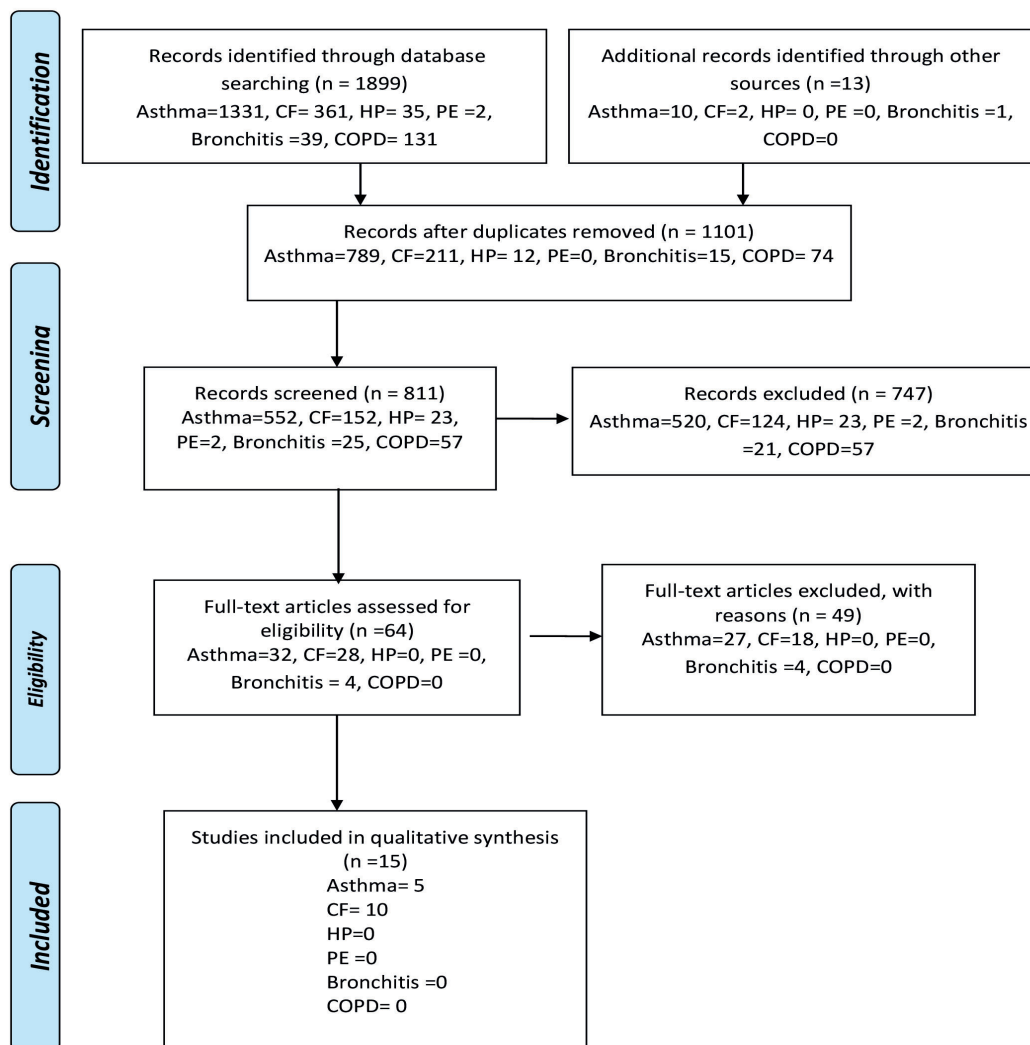 Identification
Records identified through database
searching (n = 1899)
Asthma=1331, CF= 361, HP= 35, PE =2,
Bronchitis =39, COPD= 131
Additional records identified through other
sources (n =13)
Asthma=10, CF=2, HP= 0, PE =0, Bronchitis =1,
COPD=0
Records after duplicates removed (n = 1101)
Asthma=789, CF=211, HP= 12, PE=0, Bronchitis=15, COPD= 74
Screenina
Records screened (n = 811)
Asthma=552, CF=152, HP= 23,
PE=2, Bronchitis =25, COPD=57
Records excluded (n = 747)
Asthma=520, CF=124, HP= 23, PE =2, Bronchitis
=21, COPD=57
Eligibility
Full-text articles assessed for
eligibility (n =64)
Asthma=32, CF=28, HP=0, PE =0,
Bronchitis = 4, COPD=0
Full-text articles excluded, with
reasons (n = 49)
Asthma=27, CF=18, HP=0, PE=0,
Bronchitis =4, COPD=0
Included
Studies included in qualitative synthesis
(n =15)
Asthma= 5
CF= 10
HP=0
PE =0
Bronchitis =0
COPD= 0